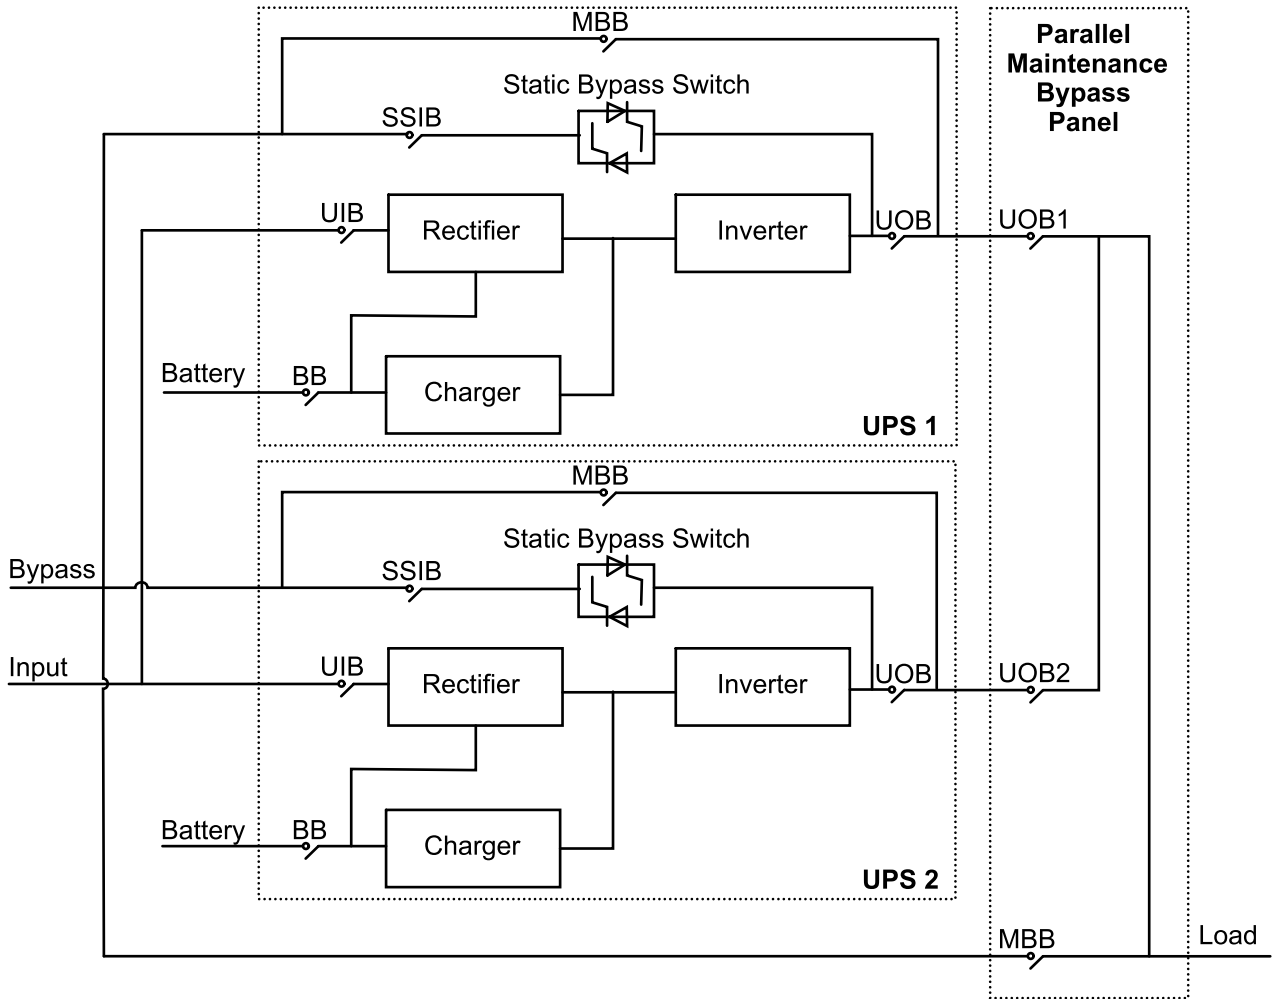 MBB
Parallel
Maintenance
Bypass
Panel
Static Bypass Switch
SSIB
UIB
Rectifier
Inverter
UOB
UOB1
Battery
BB
Charger
UPS 1
MBB
Static Bypass Switch
Bypass
SSIB
Input
UIB
Rectifier
Inverter
UOB
UOB2
Battery
BB
Charger
UPS 2
MBB
Load